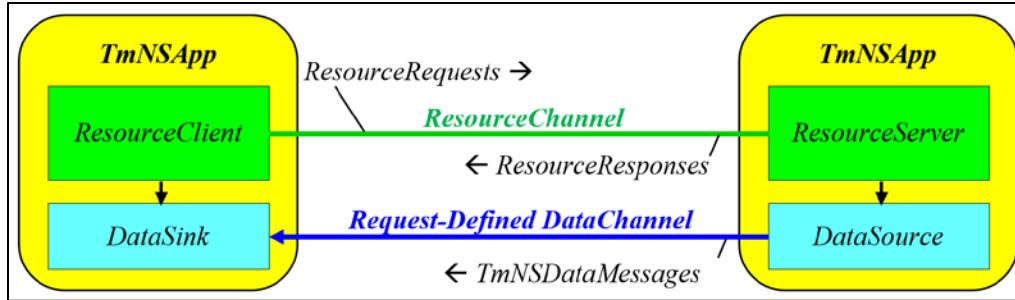 TmNSApp
TmNSApp
ResourceRequests →
ResourceClient
ResourceChannel
ResourceServer
← ResourceResponses
DataSink
Request-Defined DataChannel
DataSource
← TmNSDataMessages